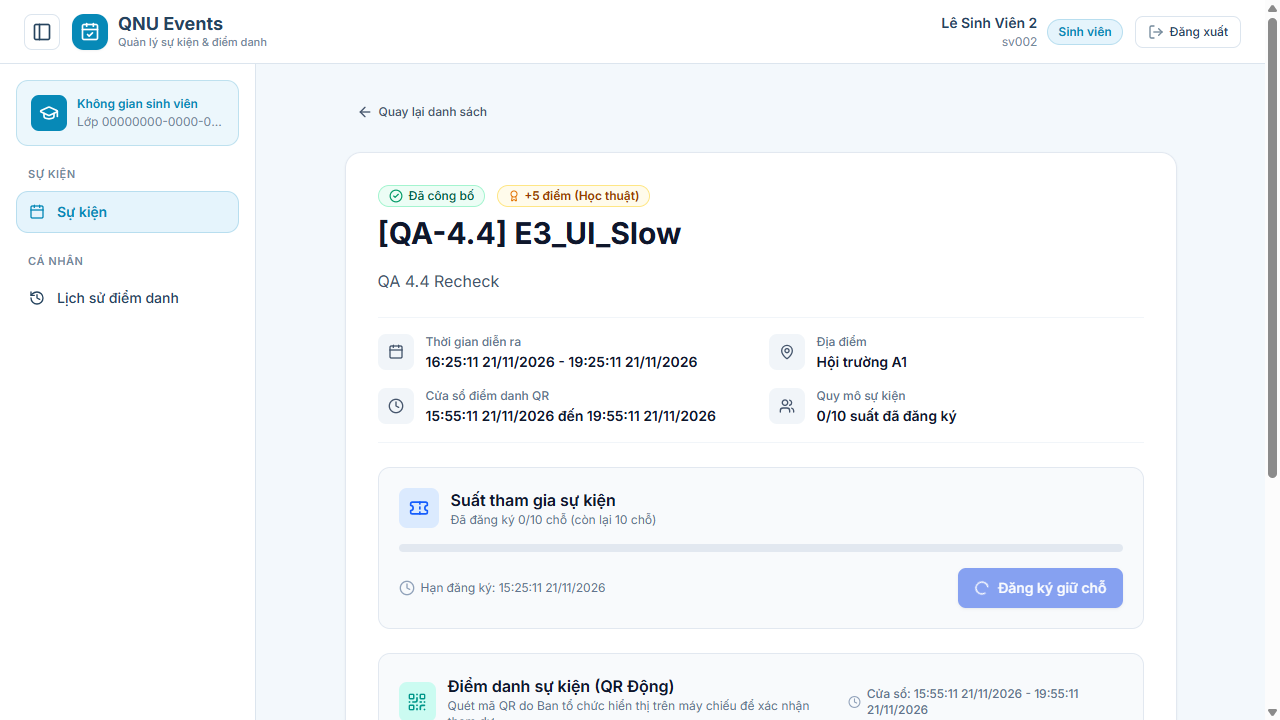 QNU Events
Quản lý sự kiện & điểm danh
Lê Sinh Viên 2
sv002
Sinh viên
Đăng xuất
Không gian sinh viên
Lớp 00000000-0000-0...
SỰ KIỆN
Sự kiện
CÁ NHÂN
Lịch sử điểm danh
Quay lại danh sách
Đã công bố
+5 điểm (Học thuật)
[QA-4.4] E3_UI_Slow
QA 4.4 Recheck
Thời gian diễn ra
16:25:11 21/11/2026 - 19:25:11 21/11/2026
Địa điểm
Hội trường A1
Cửa sổ điểm danh QR
15:55:11 21/11/2026 đến 19:55:11 21/11/2026
Quy mô sự kiện
0/10 suất đã đăng ký
Suất tham gia sự kiện
Đã đăng ký 0/10 chỗ (còn lại 10 chỗ)
Hạn đăng ký: 15:25:11 21/11/2026
Đăng ký giữ chỗ
Điểm danh sự kiện (QR Động)
Quét mã QR do Ban tổ chức hiển thị trên máy chiếu để xác nhận
tham dự
Cửa sổ: 15:55:11 21/11/2026 - 19:55:11
21/11/2026